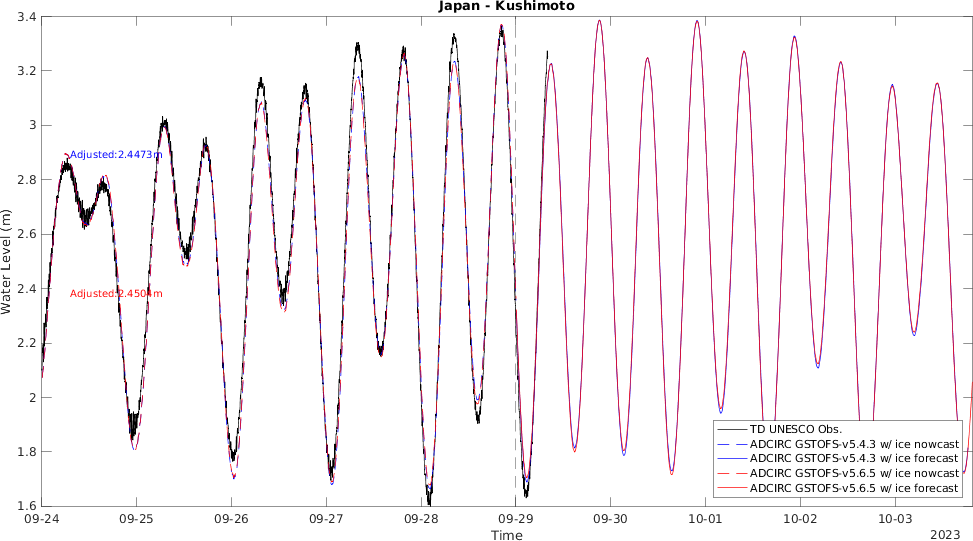 Japan - Kushimoto
Water Level (m)
3.4
3.2
3
2.8
2.6
2.4
2.2
2
1.8
1.6
Adjusted:2.4473m
Adjusted:2.4504m
TD UNESCO Obs.
ADCIRC GSTOFS-v5.4.3 w/ ice nowcast
ADCIRC GSTOFS-v5.4.3 w/ ice forecast
ADCIRC GSTOFS-v5.6.5 w/ ice nowcast
ADCIRC GSTOFS-v5.6.5 w/ ice forecast
09-24 09-25 09-26 09-27 09-28 09-29 09-30 10-01 10-02 10-03
Time
2023